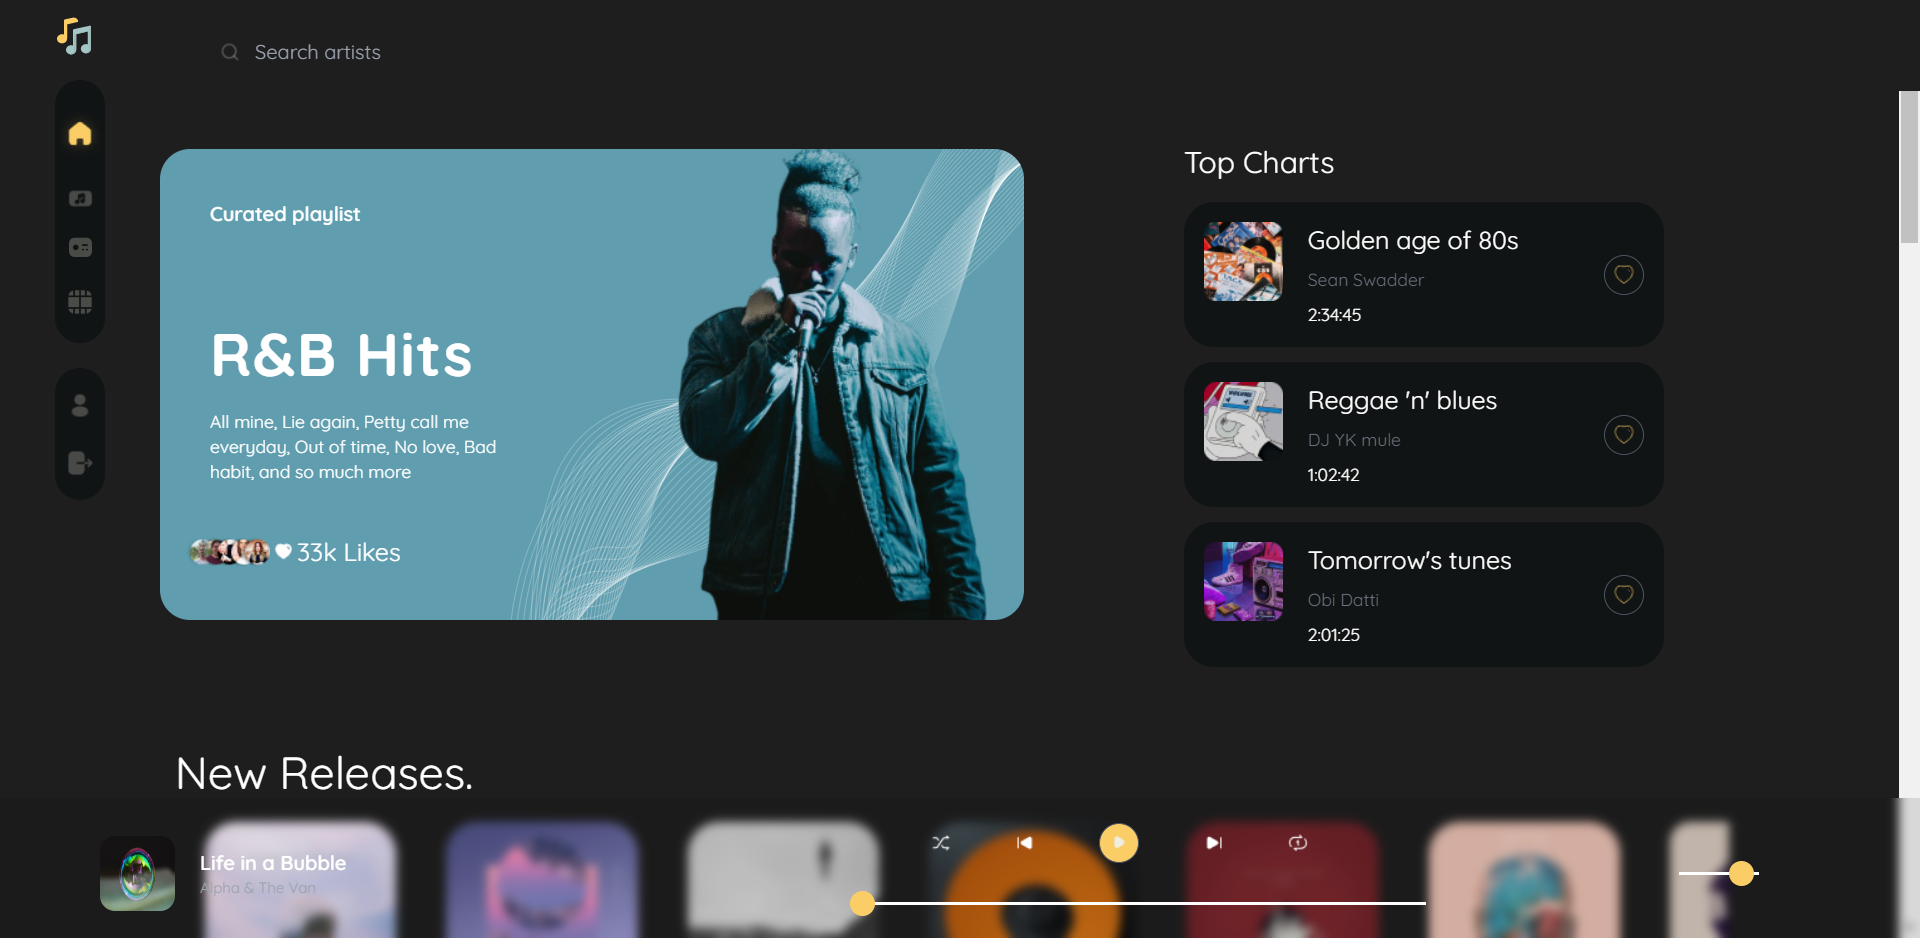 Search artists
Curated playlist
R&B Hits
All mine, Lie again, Petty call me
everyday, Out of time, No love, Bad
habit, and so much more
33k Likes
Top Charts
Golden age of 80s
Sean Swadder
2:34:45
Reggae 'n' blues
DJ YK mule
1:02:42
Tomorrow's tunes
Obi Datti
2:01:25
New Releases.
Life in a Bubble
Alpha & The Van